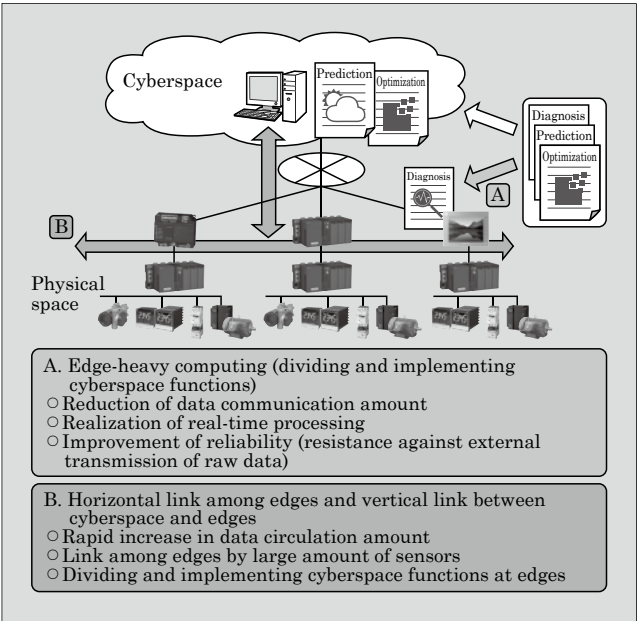 Cyberspace
Prediction
Optimization
Diagnosis
Prediction
Optimization
Diagnosis
A
B
Physical
space
A. Edge-heavy computing (dividing and implementing
cyberspace functions)
○Reduction of data communication amount
○Realization of real-time processing
○Improvement of reliability (resistance against external
transmission of raw data)
B. Horizontal link among edges and vertical link between
cyberspace and edges
○Rapid increase in data circulation amount
○Link among edges by large amount of sensors
○Dividing and implementing cyberspace functions at edges